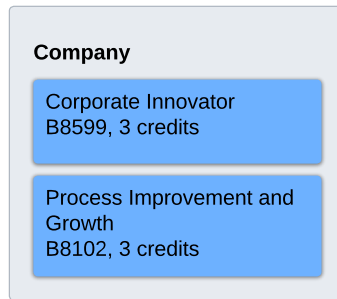 Company
Corporate Innovator
B8599, 3 credits
Process Improvement and
Growth
B8102, 3 credits